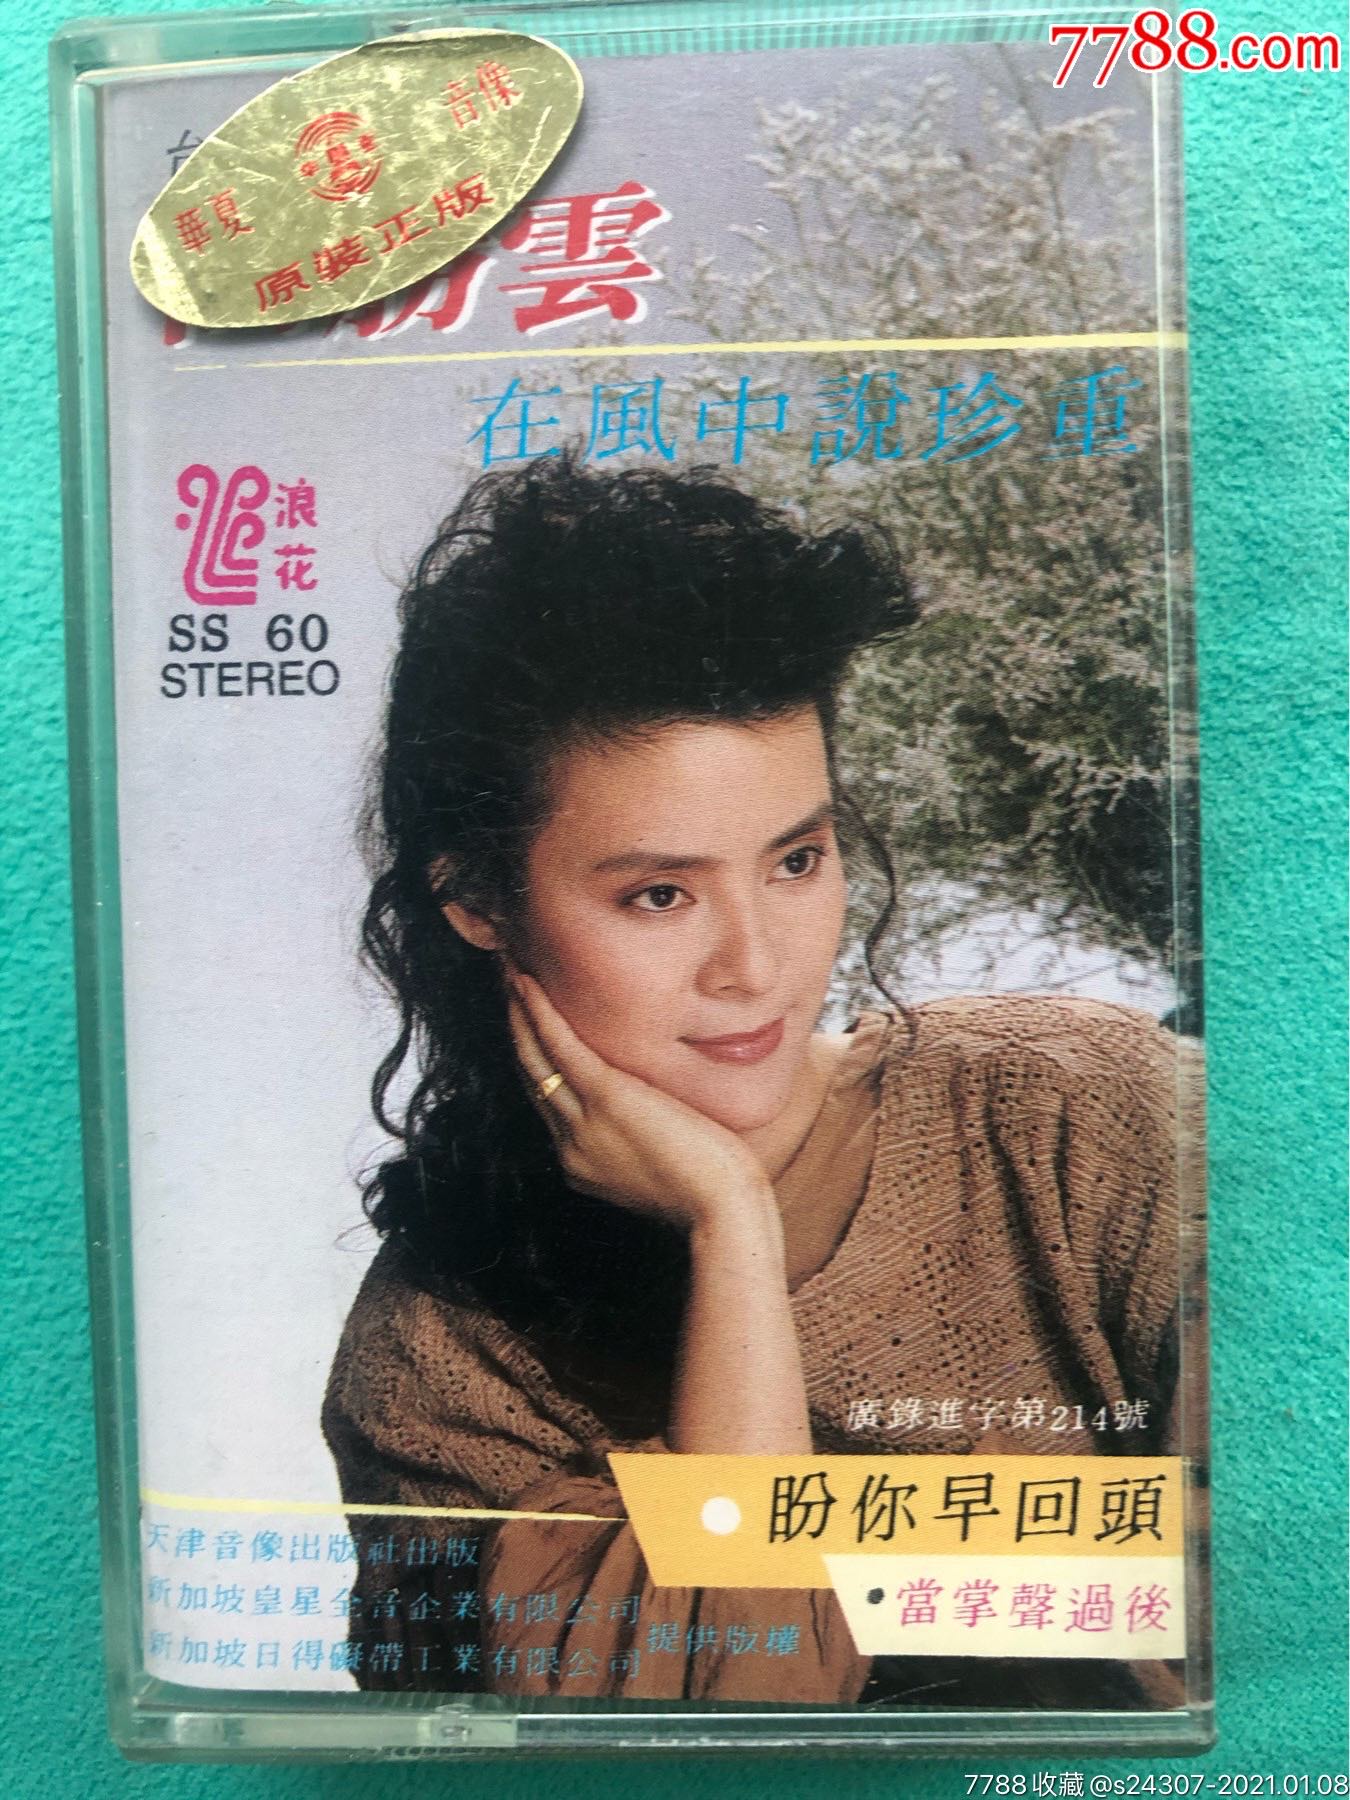 7788.com
台
華夏
音像
原裝正版
雲
在風中說珍重
浪花
SS 60
STEREO
廣錄進字第214號
盼你早回頭
當掌聲過後
天津音像出版社出版
新加坡皇星全音企業有限公司
新加坡日得礙帶工業有限公司
提供版權
7788收藏@s24307-2021.01.08